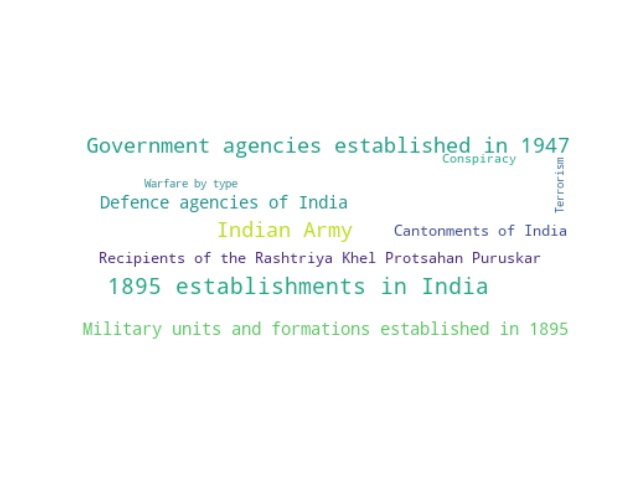 Government agencies established in 1947
Conspiracy
Terrorism
Warfare by type
Defence agencies of India
Indian Army
Cantonments of India
Recipients of the Rashtriya Khel Protsahan Puruskar
1895 establishments in India
Military units and formations established in 1895